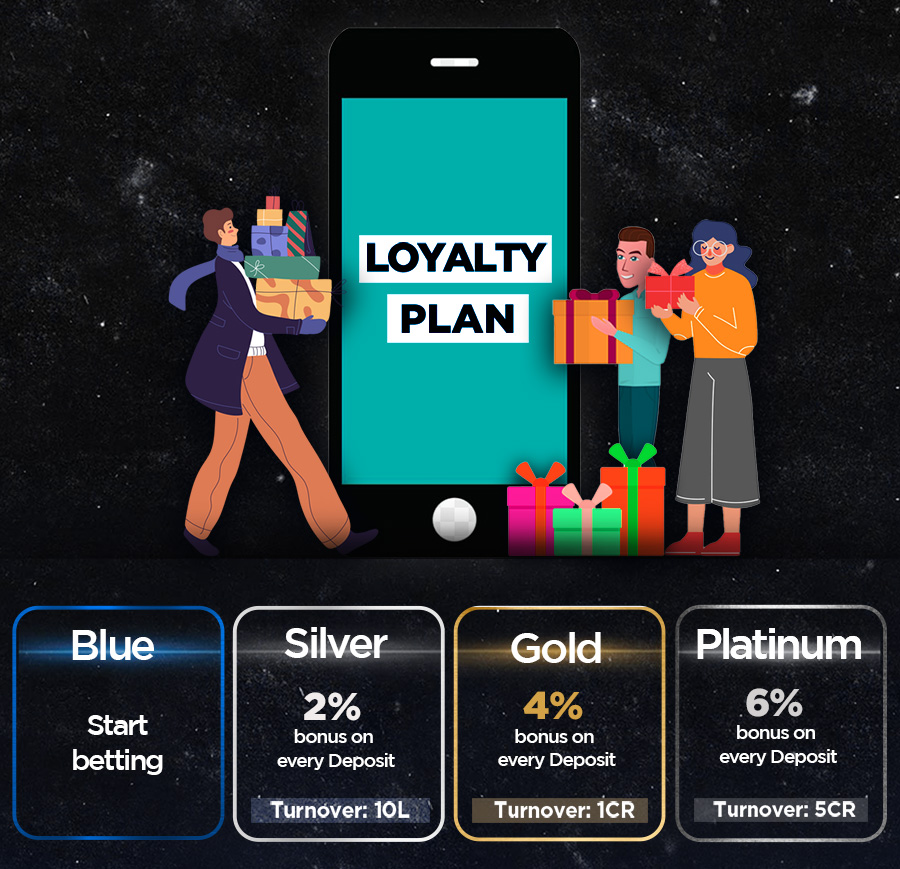 LOYALTY
PLAN
Blue
Start
betting
Silver
2%
bonus on
every Deposit
Turnover: 10L
Gold
4%
bonus on
every Deposit
Turnover: 1CR
Platinum
6%
bonus on
every Deposit
Turnover: 5CR